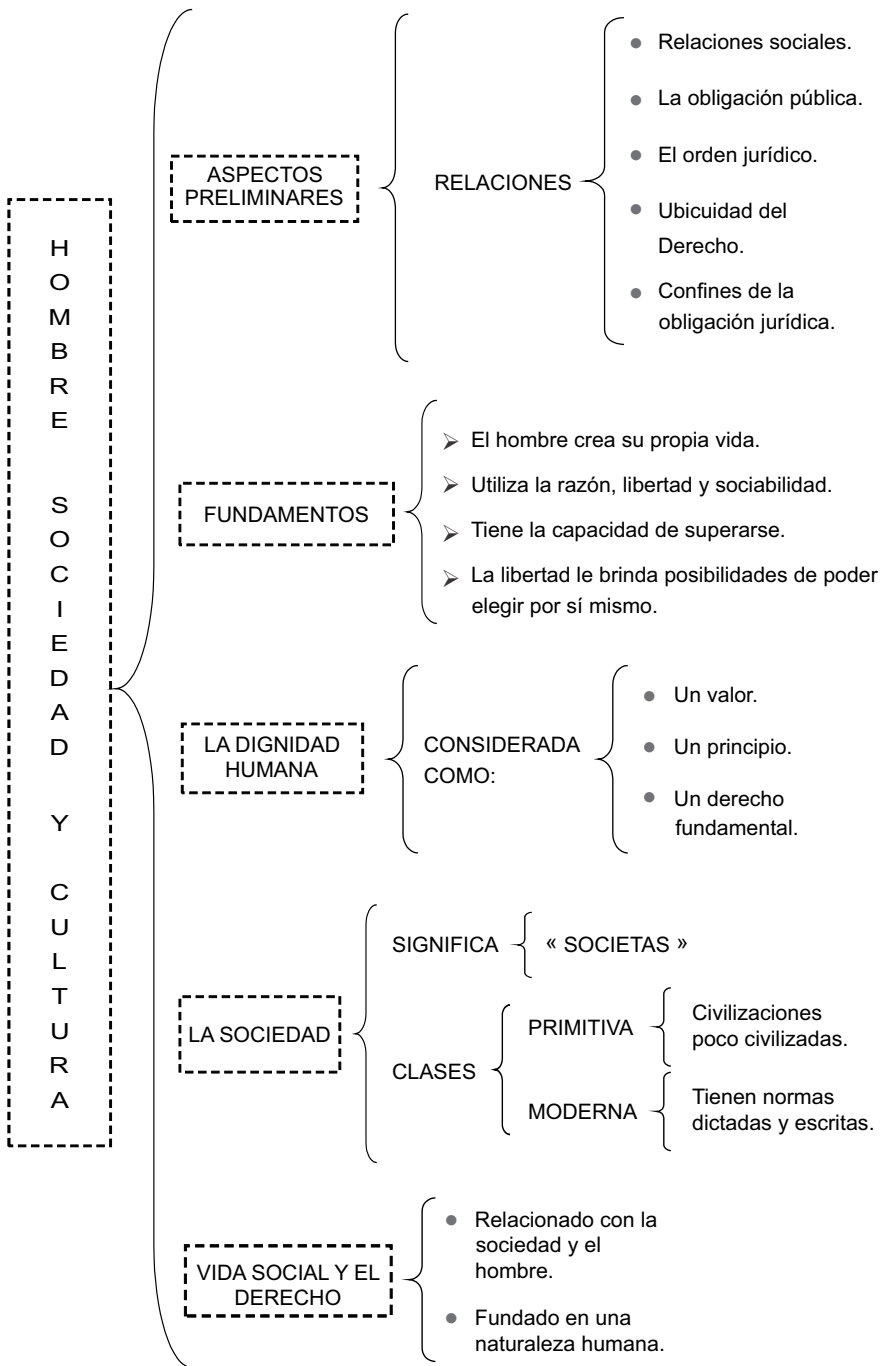 HOMBRE SOCIEDAD Y CULTURA
ASPECTOS
PRELIMINARES
RELACIONES
Relaciones sociales.
La obligación pública.
El orden jurídico.
Ubicuidad del
Derecho.
Confines de la
obligación jurídica.
FUNDAMENTOS
El hombre crea su propia vida.
Utiliza la razón, libertad y sociabilidad.
Tiene la capacidad de superarse.
La libertad le brinda posibilidades de poder
elegir por sí mismo.
LA DIGNIDAD
HUMANA
CONSIDERADA
COMO:
Un valor.
Un principio.
Un derecho
fundamental.
LA SOCIEDAD
SIGNIFICA
« SOCIETAS »
CLASES
PRIMITIVA
Civilizaciones
poco civilizadas.
MODERNA
Tienen normas
dictadas y escritas.
VIDA SOCIAL Y EL
DERECHO
Relacionado con la
sociedad y el
hombre.
Fundado en una
naturaleza humana.